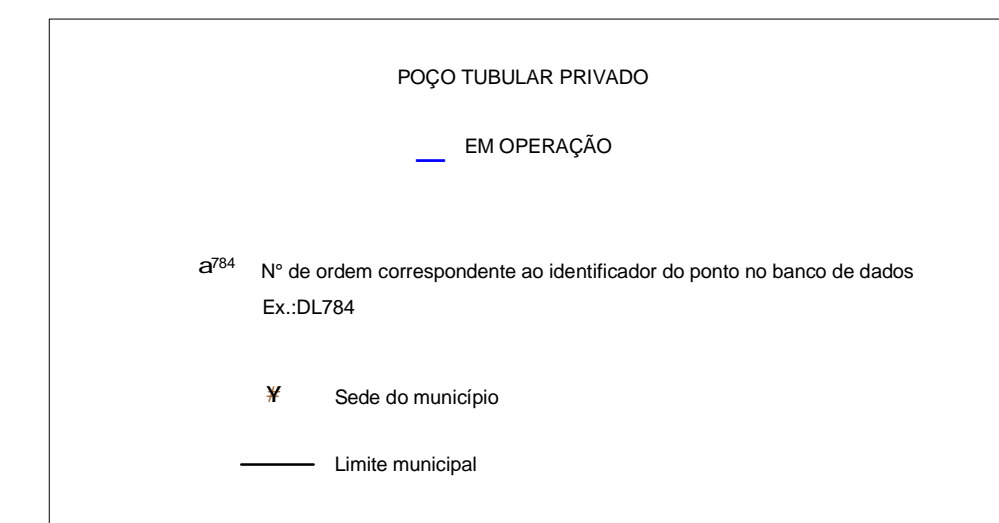 POÇO TUBULAR PRIVADO
EM OPERAÇÃO
a784 N° de ordem correspondente ao identificador do ponto no banco de dados
Ex.:DL784
¥ Sede do município
Limite municipal